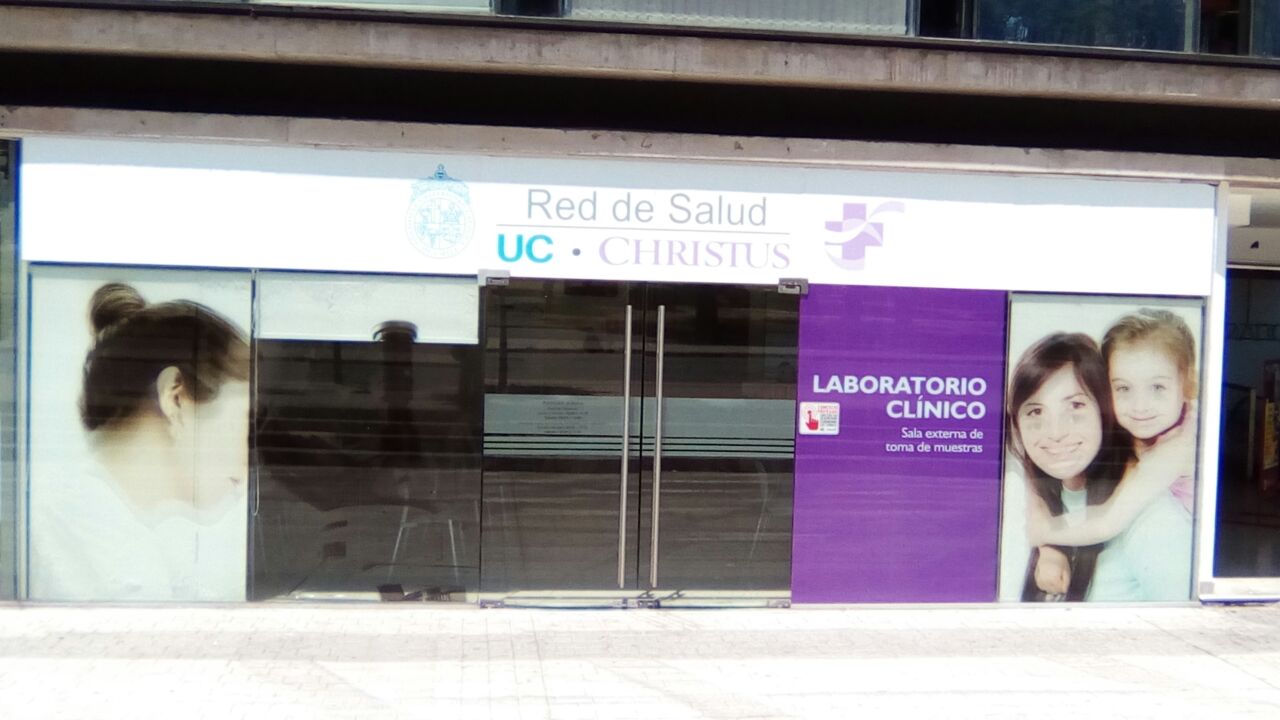 Red de Salud
UC · CHRISTUS
LABORATORIO
CLÍNICO
Sala externa de
toma de muestras